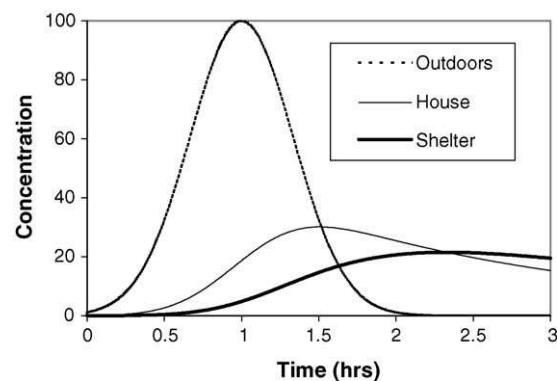 Concentration
100
80
60
40
20
0
Outdoors
House
Shelter
0 0.5 1 1.5 2 2.5 3
Time (hrs)